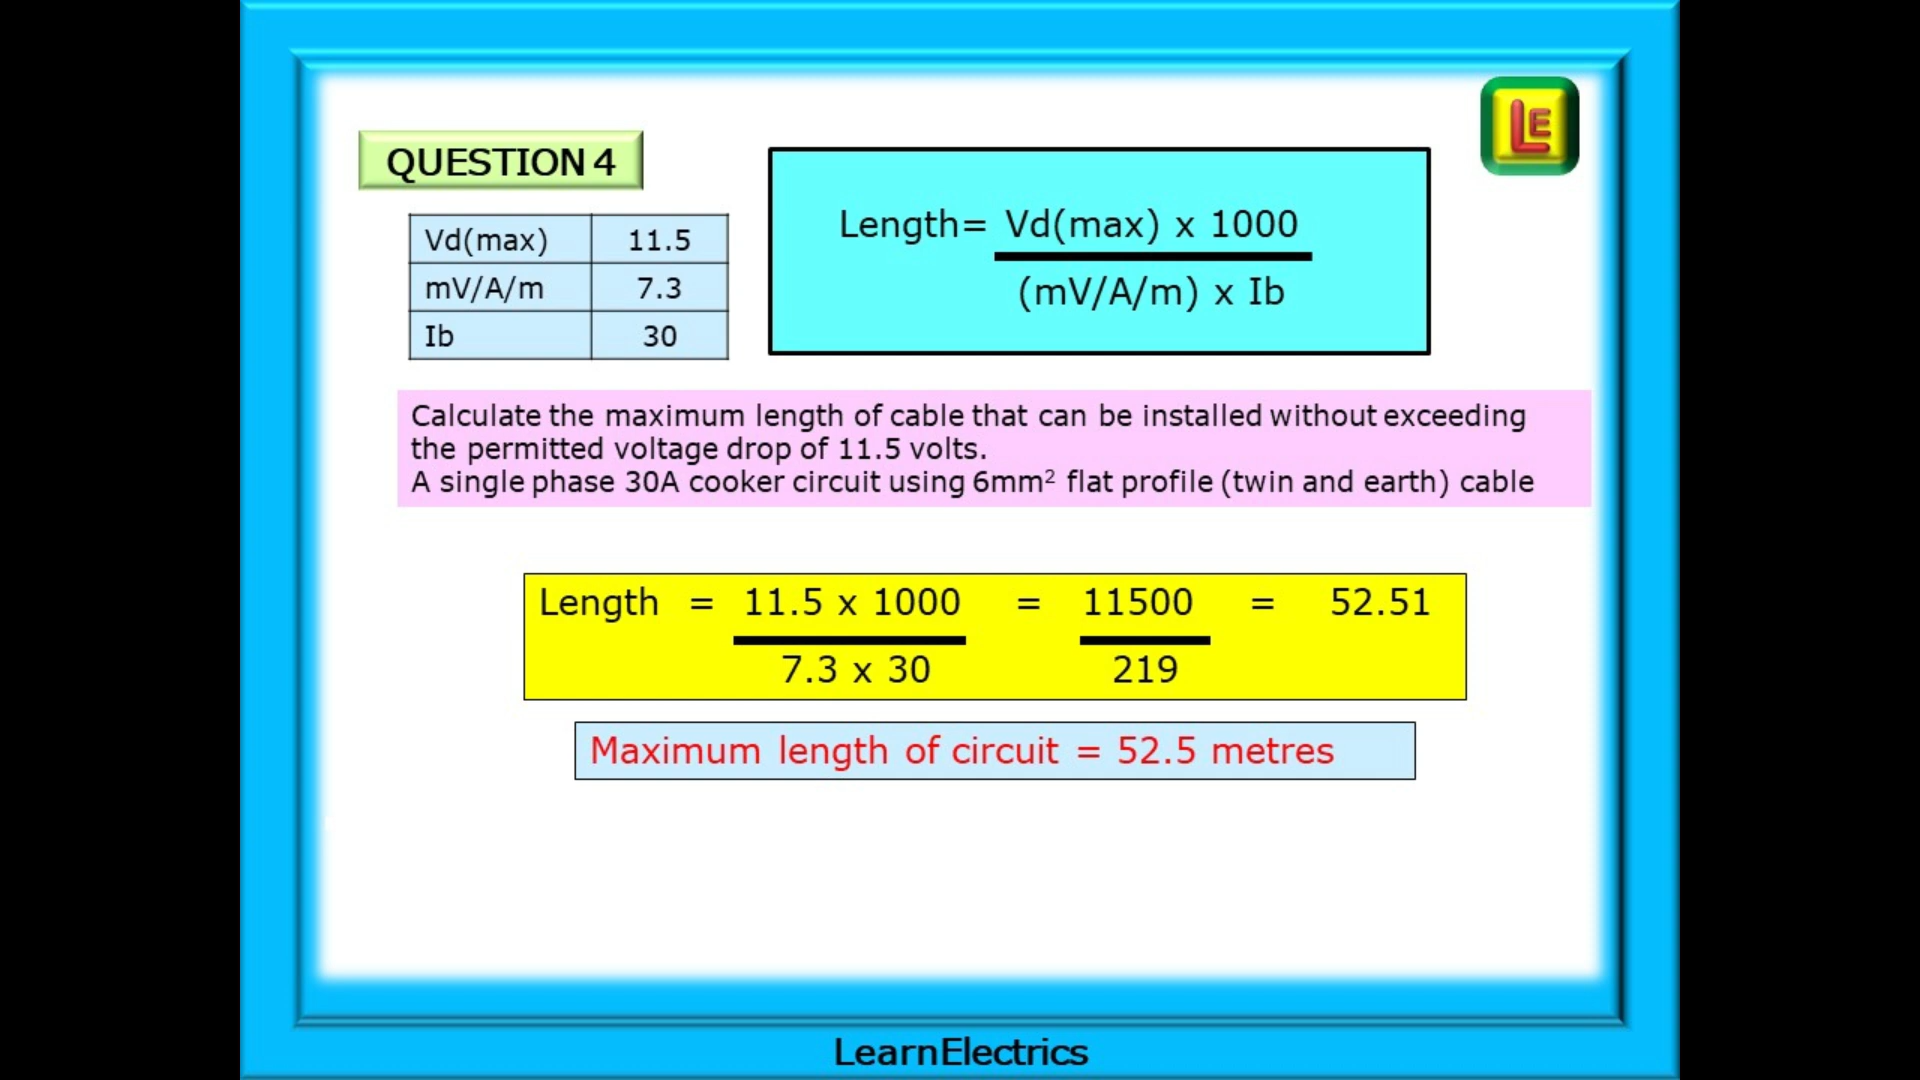 LE
QUESTION 4
Vd(max) 11.5
mV/A/m 7.3
Ib 30
Length= Vd(max) x 1000
(mV/A/m) x Ib
Calculate the maximum length of cable that can be installed without exceeding
the permitted voltage drop of 11.5 volts.
A single phase 30A cooker circuit using 6mm² flat profile (twin and earth) cable
Length = 11.5 x 1000 = 11500 = 52.51
7.3 x 30 219
Maximum length of circuit = 52.5 metres
LearnElectrics